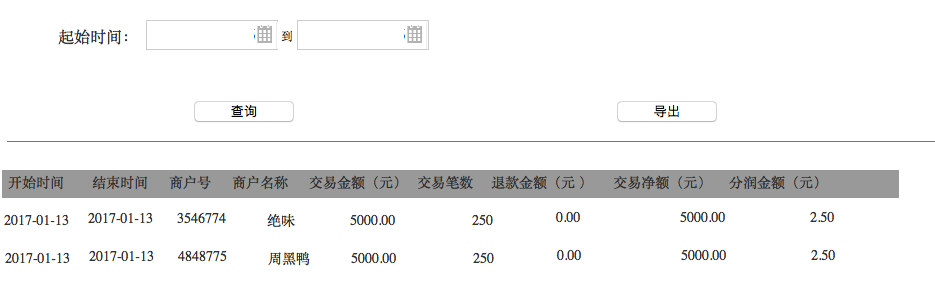 起始时间： 到
查询 导出
开始时间 结束时间 商户号 商户名称 交易金额（元） 交易笔数 退款金额（元） 交易净额（元） 分润金额（元）
2017-01-13 2017-01-13 3546774 绝味 5000.00 250 0.00 5000.00 2.50
2017-01-13 2017-01-13 4848775 周黑鸭 5000.00 250 0.00 5000.00 2.50